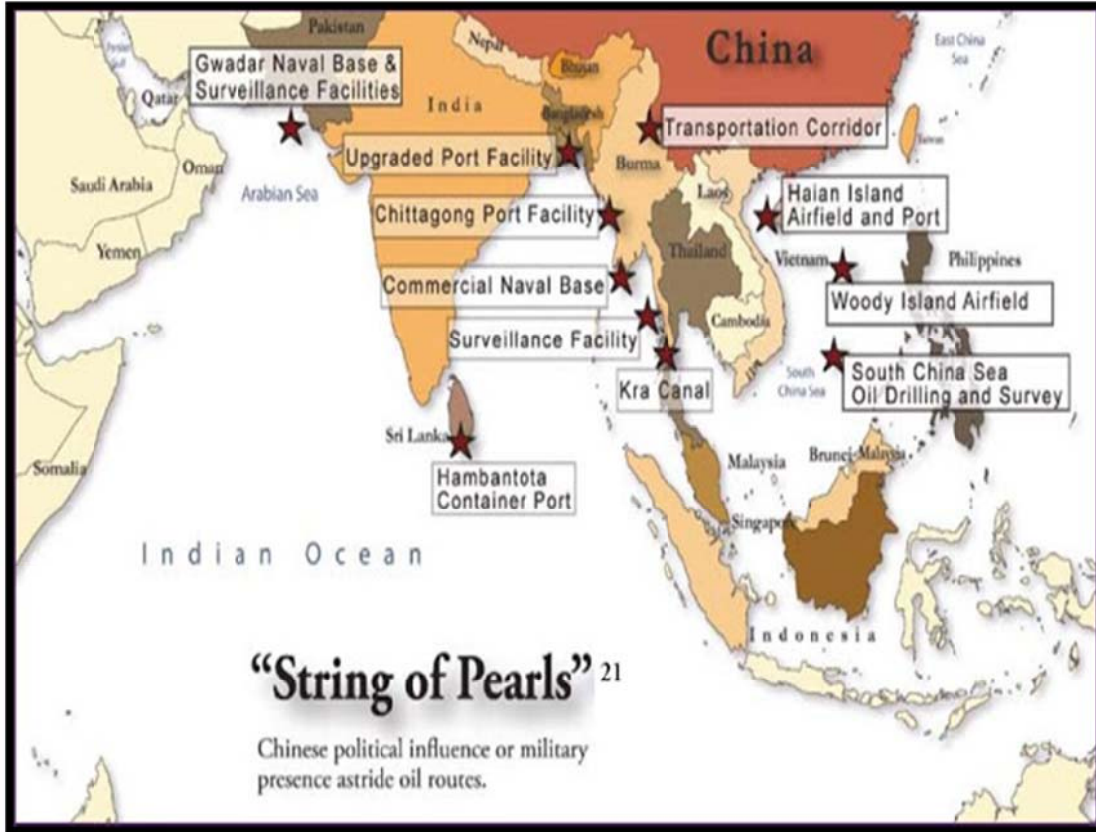 Pakistan
Nepal
China
East China
Sea
Gwadar Naval Base &
Surveillance Facilities
Bhutan
Qatar
India
Bangladesh
Transportation Corridor
Taiwan
Upgraded Port Facility
Burma
Oman
Saudi Arabia
Arabian Sea
Laos
Haian Island
Airfield and Port
Chittagong Port Facility
Yemen
Thailand
Vietnam
Philippines
Commercial Naval Base
Woody Island Airfield
Cambodia
Surveillance Facility
South
China Sea
South China Sea
Oil Drilling and Survey
Kra Canal
Sri Lanka
Somalia
Hambantota
Container Port
Malaysia
Brunei
Malaysia
Singapore
Indian Ocean
Indonesia
“String of Pearls” 21
Chinese political influence or military
presence astride oil routes.